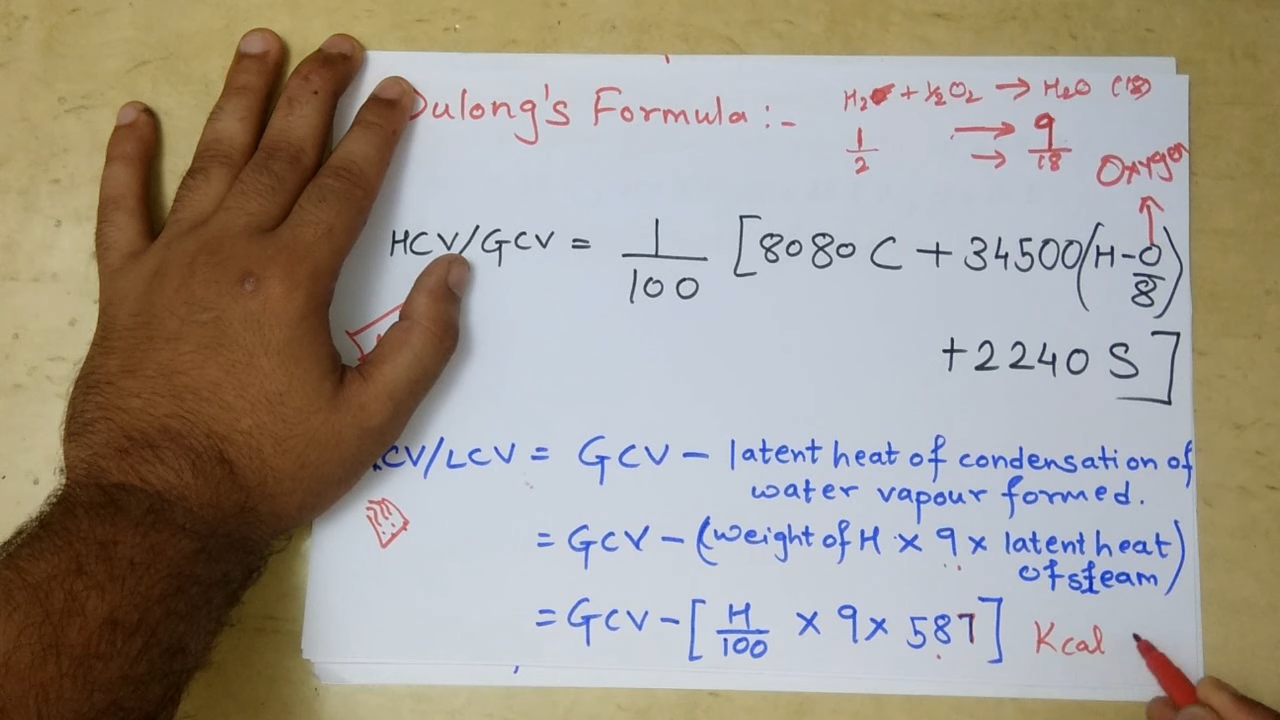 Dulong's Formula :-
H2 + 1/2 O2 → H2O (18)
1/2 → → 9/18
Oxygen
HCV/GCV = 1/100 [8080 C + 34500 (H - O/8)
+ 2240 S]
CV/LCV = GCV - latent heat of condensation of
water vapour formed.
= GCV - (weight of H × 9 × latent heat
of steam)
= GCV - [H/100 × 9 × 587] Kcal